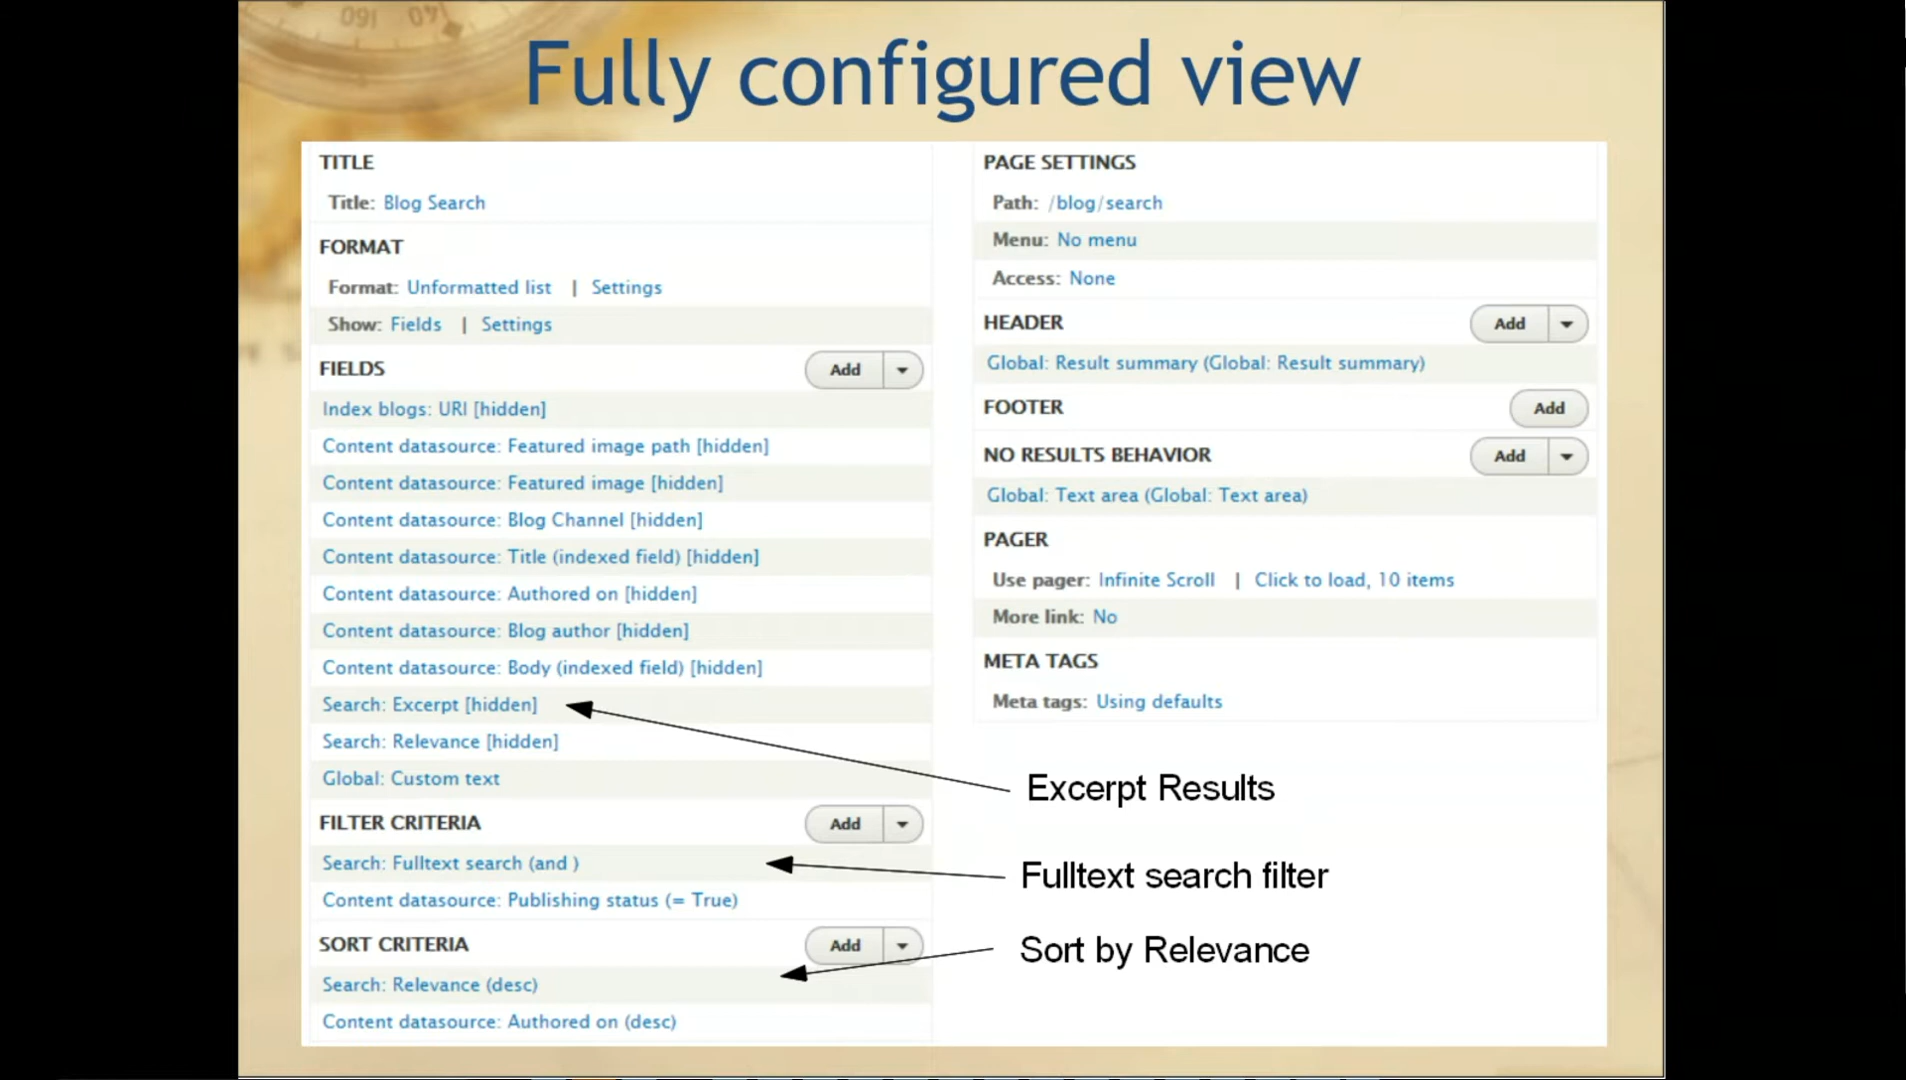 Fully configured view
TITLE
Title: Blog Search
FORMAT
Format: Unformatted list | Settings
Show: Fields | Settings
FIELDS
Add
Index blogs: URI [hidden]
Content datasource: Featured image path [hidden]
Content datasource: Featured image [hidden]
Content datasource: Blog Channel [hidden]
Content datasource: Title (indexed field) [hidden]
Content datasource: Authored on [hidden]
Content datasource: Blog author [hidden]
Content datasource: Body (indexed field) [hidden]
Search: Excerpt [hidden]
Search: Relevance [hidden]
Global: Custom text
FILTER CRITERIA
Add
Search: Fulltext search (and )
Content datasource: Publishing status (= True)
SORT CRITERIA
Add
Search: Relevance (desc)
Content datasource: Authored on (desc)
PAGE SETTINGS
Path: /blog/search
Menu: No menu
Access: None
HEADER
Add
Global: Result summary (Global: Result summary)
FOOTER
Add
NO RESULTS BEHAVIOR
Add
Global: Text area (Global: Text area)
PAGER
Use pager: Infinite Scroll | Click to load, 10 items
More link: No
META TAGS
Meta tags: Using defaults
Excerpt Results
Fulltext search filter
Sort by Relevance